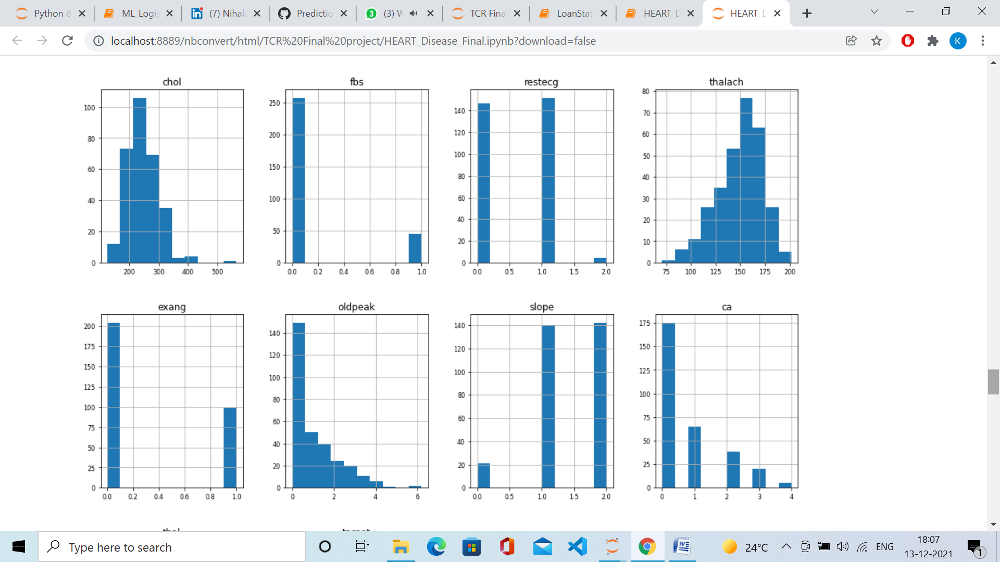 Python &
ML_Logis
(7) Nihal
Predictio
3 (3) W
TCR Final
LoanStat
HEART_D
HEART_D
localhost:8889/nbconvert/html/TCR%20Final%20project/HEART_Disease_Final.ipynb?download=false
K
chol
100
80
60
40
20
0
200 300 400 500
fbs
250
200
150
100
50
0
0.0 0.2 0.4 0.6 0.8 1.0
restecg
140
120
100
80
60
40
20
0
0.0 0.5 1.0 1.5 2.0
thalach
80
70
60
50
40
30
20
10
0
75 100 125 150 175 200
exang
200
175
150
125
100
75
50
25
0
0.0 0.2 0.4 0.6 0.8 1.0
oldpeak
140
120
100
80
60
40
20
0
0 2 4 6
slope
140
120
100
80
60
40
20
0
0.0 0.5 1.0 1.5 2.0
ca
175
150
125
100
75
50
25
0
0 1 2 3 4
thal
target
Type here to search
24°C
ENG
18:07
13-12-2021
1